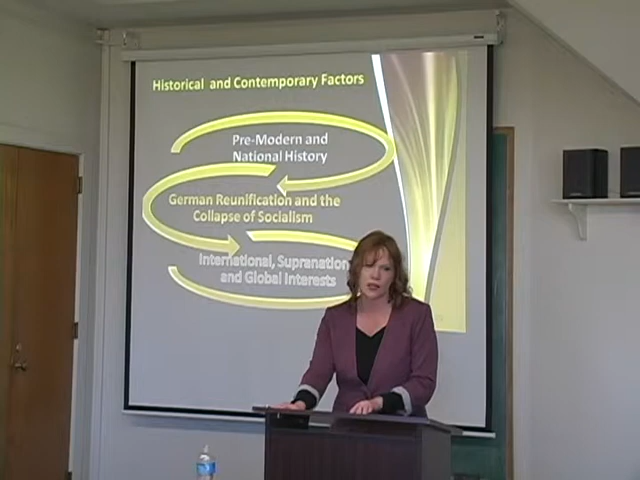 Historical and Contemporary Factors
Pre-Modern and
National History
German Reunification and the
Collapse of Socialism
International, Supranation
and Global Interests